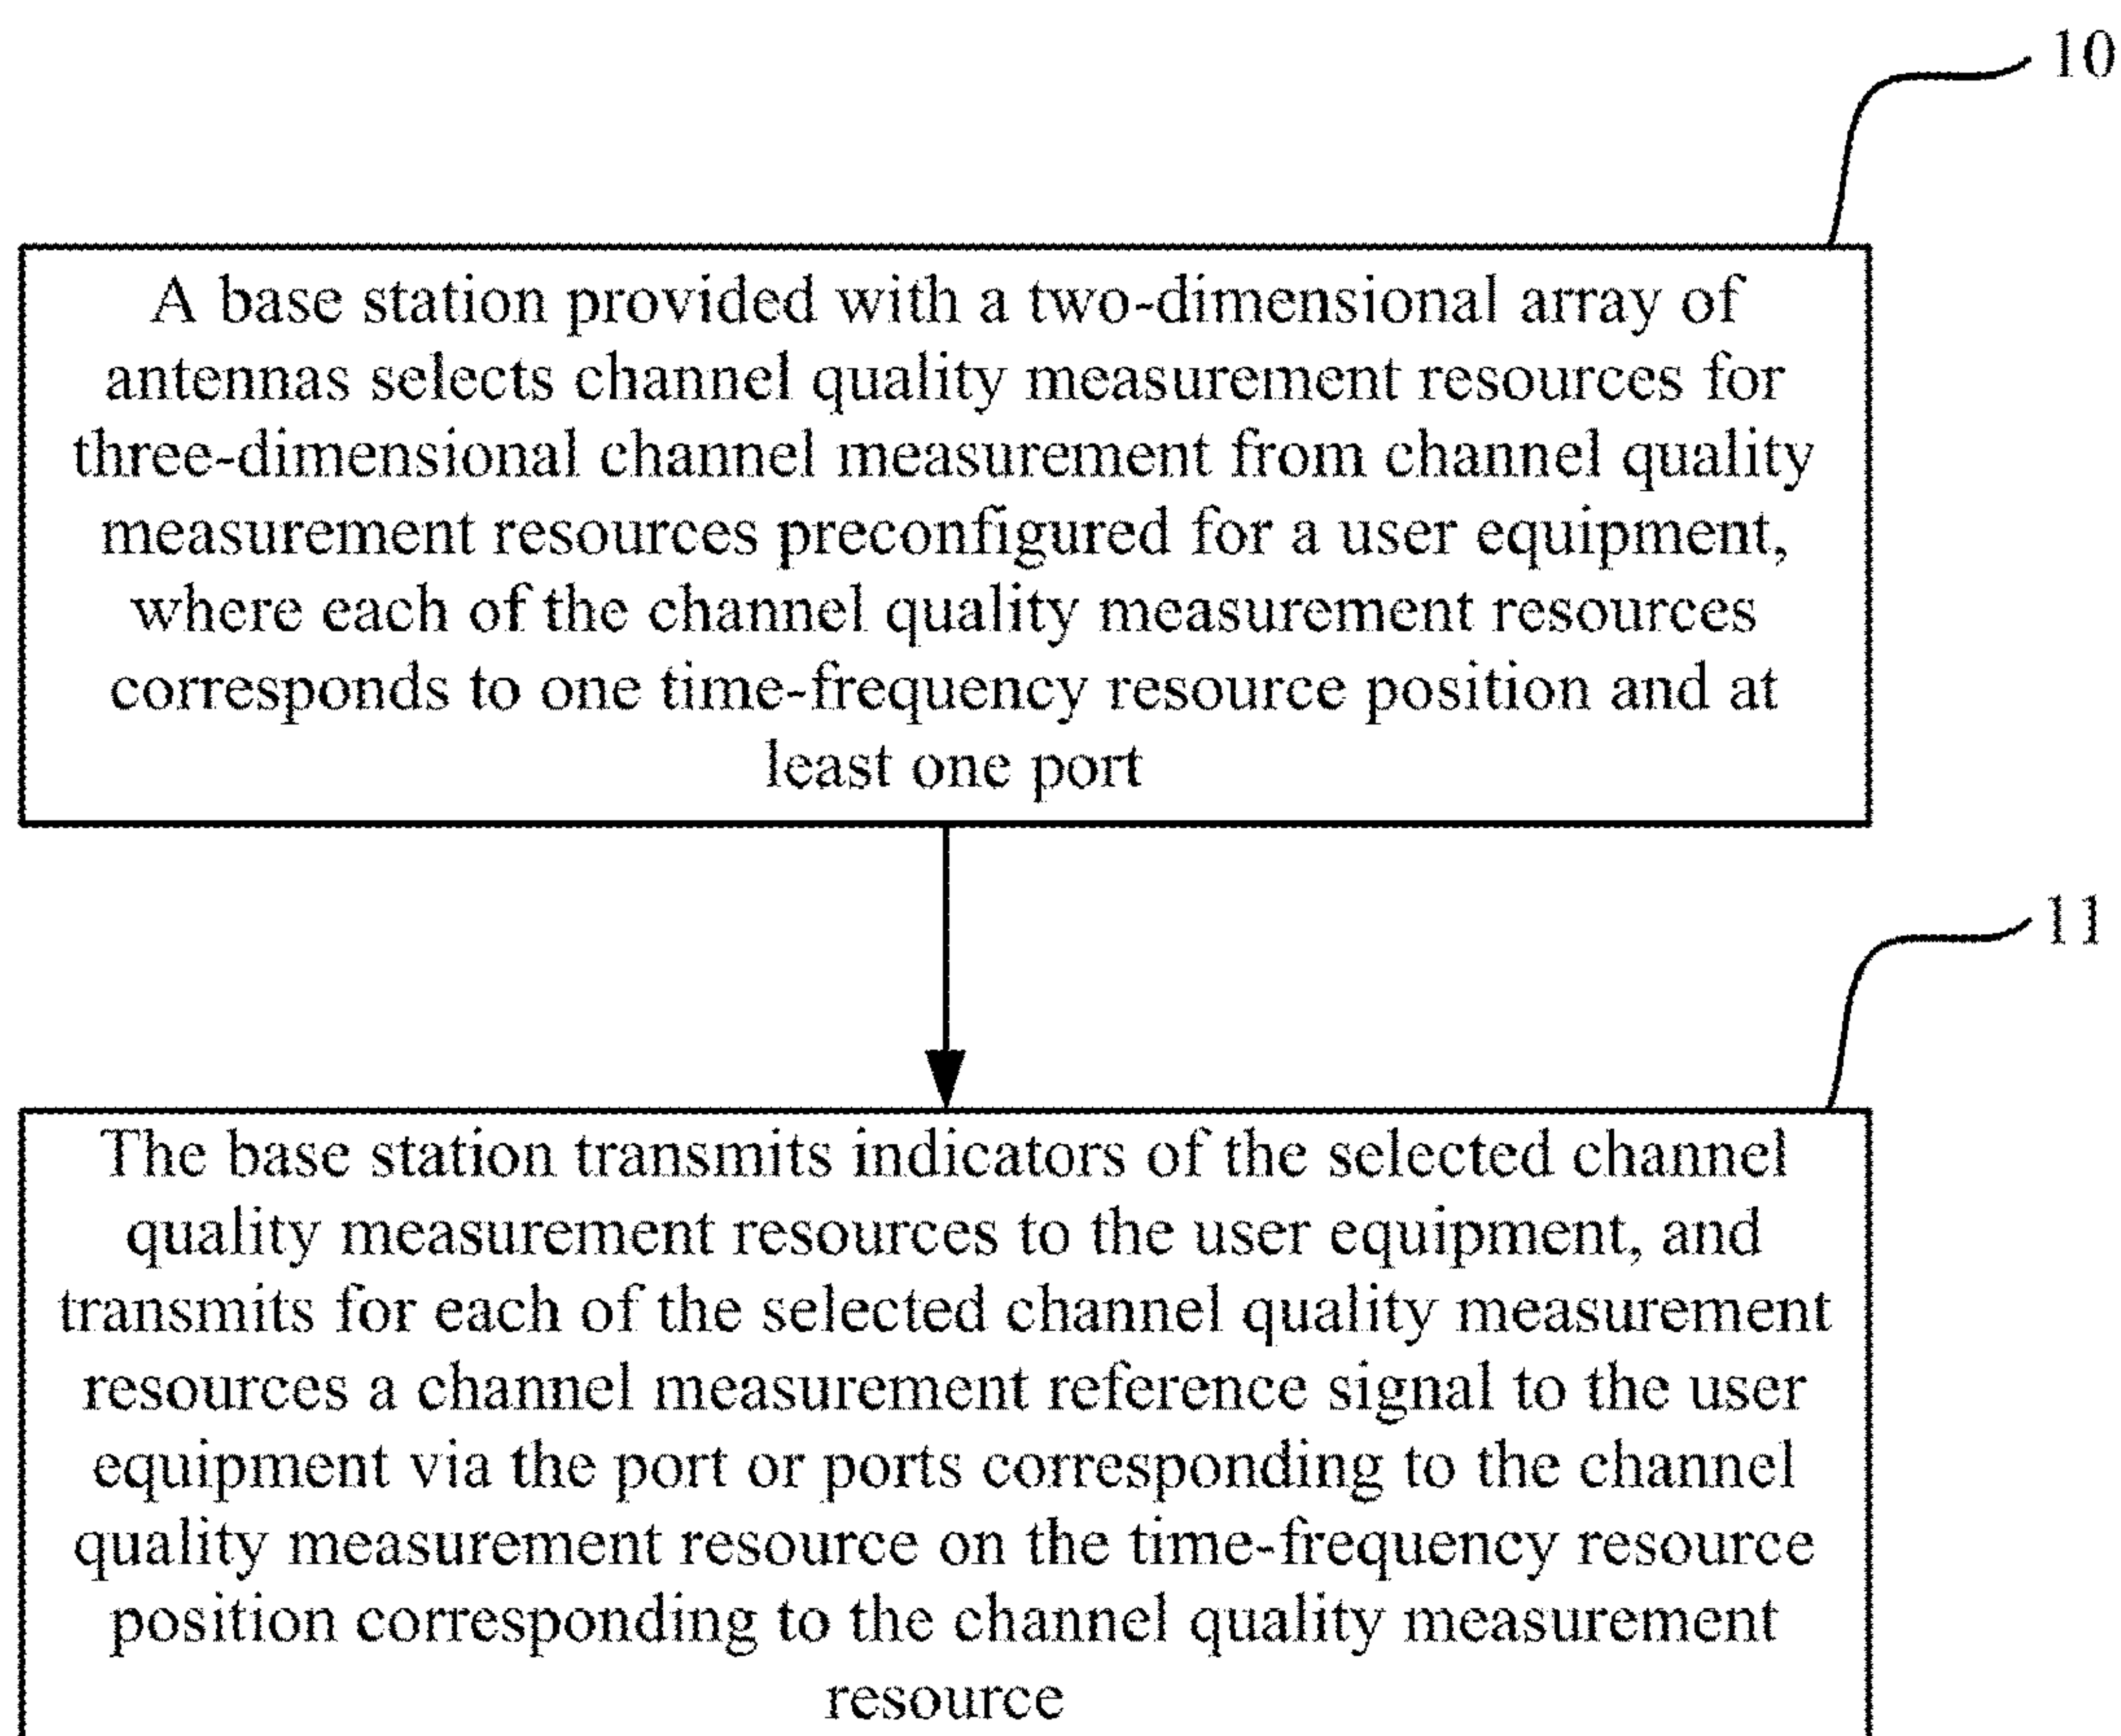 10
A base station provided with a two-dimensional array of
antennas selects channel quality measurement resources for
three-dimensional channel measurement from channel quality
measurement resources preconfigured for a user equipment,
where each of the channel quality measurement resources
corresponds to one time-frequency resource position and at
least one port
11
The base station transmits indicators of the selected channel
quality measurement resources to the user equipment, and
transmits for each of the selected channel quality measurement
resources a channel measurement reference signal to the user
equipment via the port or ports corresponding to the channel
quality measurement resource on the time-frequency resource
position corresponding to the channel quality measurement
resource